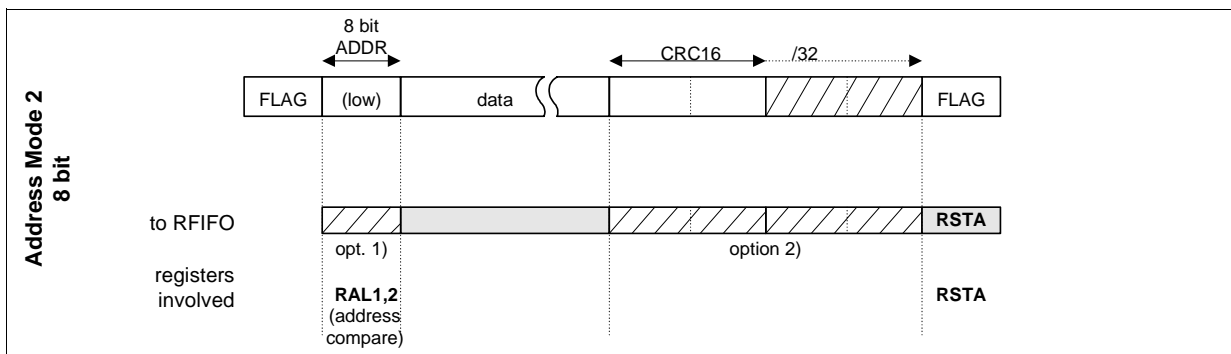 Address Mode 2
8 bit
8 bit
ADDR
CRC16 /32
FLAG (low) data FLAG
to RFIFO RSTA
opt. 1) option 2)
registers
involved
RAL1,2 RSTA
(address
compare)